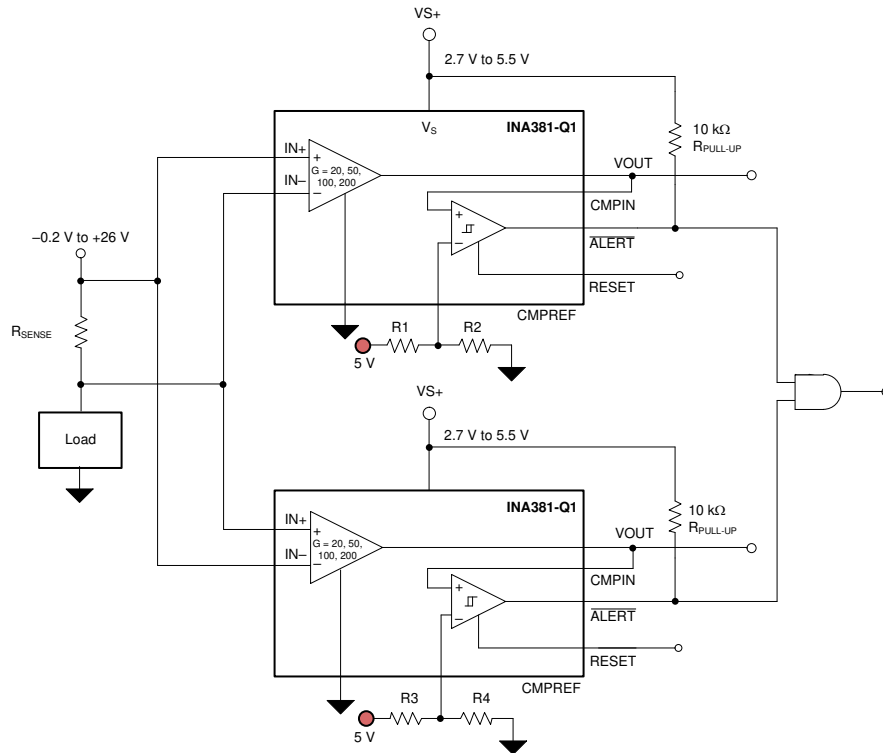 VS+
2.7 V to 5.5 V
VS
INA381-Q1
10 kΩ
RPULL-UP
IN+
IN–
G = 20, 50,
100, 200
+
−
VOUT
CMPIN
+
−
ALERT
RESET
CMPREF
–0.2 V to +26 V
RSENSE
Load
R1
R2
5 V
VS+
2.7 V to 5.5 V
INA381-Q1
10 kΩ
RPULL-UP
IN+
IN–
G = 20, 50,
100, 200
+
−
VOUT
CMPIN
+
−
ALERT
RESET
CMPREF
R3
R4
5 V